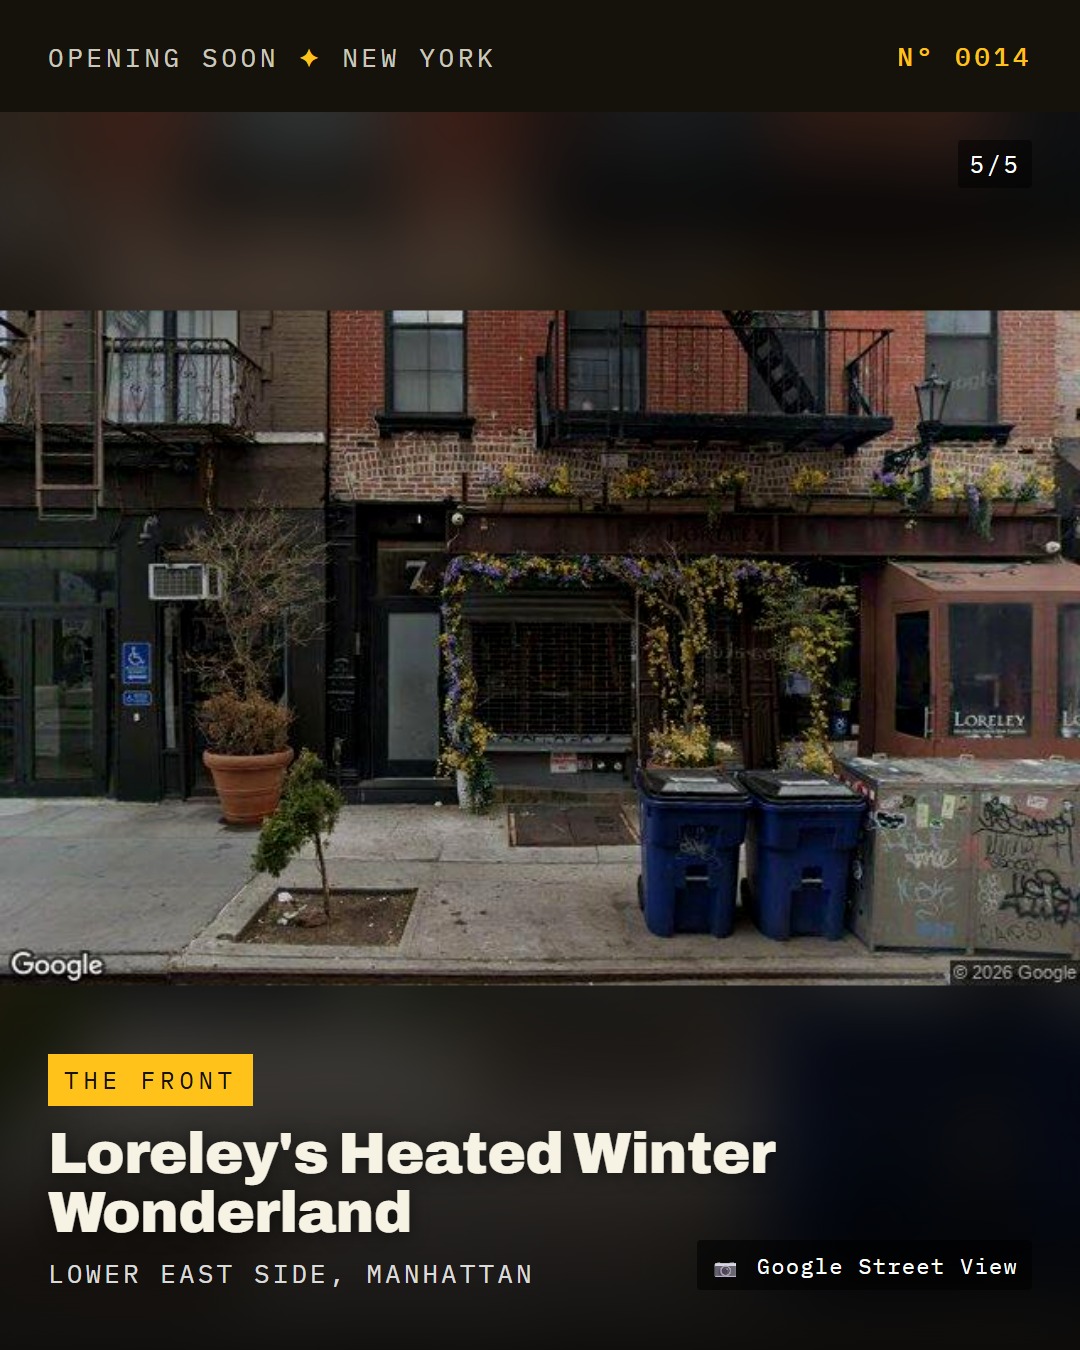 OPENING SOON ✦ NEW YORK
N° 0014
5/5
LORELEY
7
LORELEY
Google
© 2026 Google
THE FRONT
Loreley's Heated Winter
Wonderland
LOWER EAST SIDE, MANHATTAN
📷 Google Street View